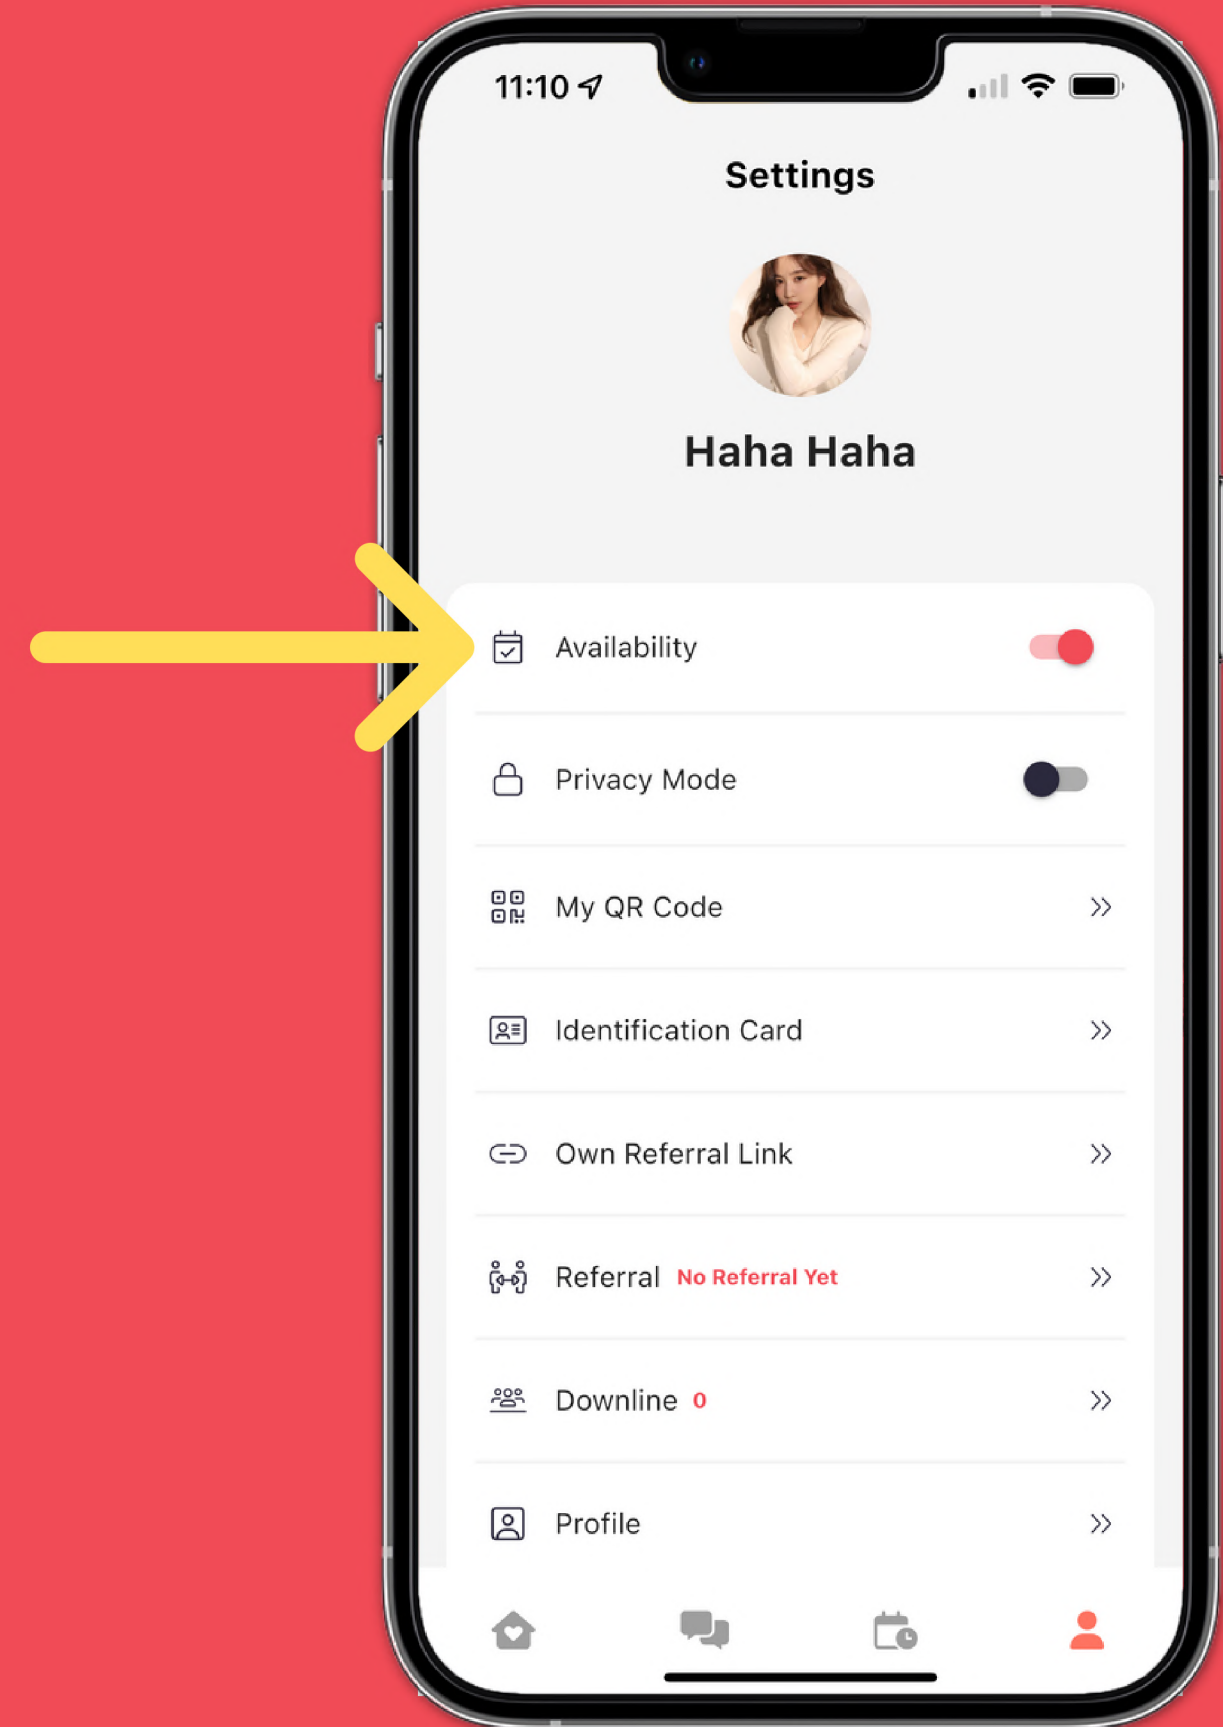 11:10
Settings
Haha Haha
Availability
Privacy Mode
My QR Code
Identification Card
Own Referral Link
Referral No Referral Yet
Downline 0
Profile